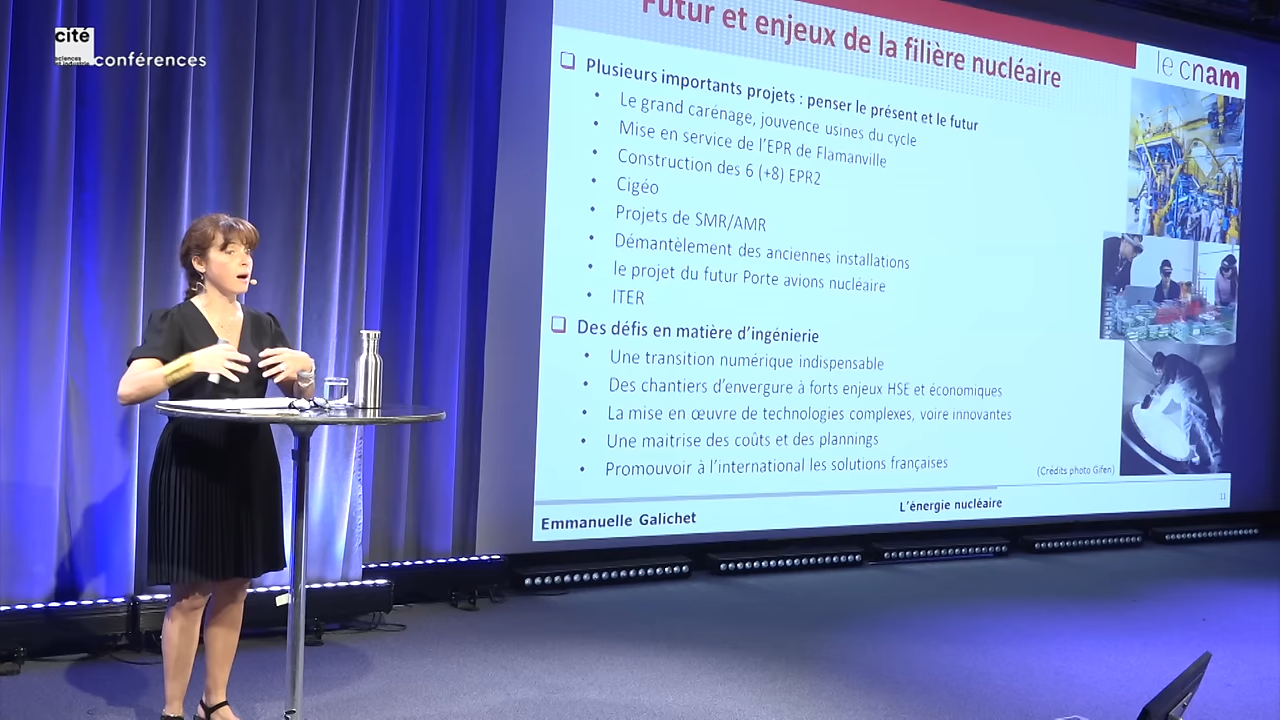 cité
sciences
et industrie
conférences
Futur et enjeux de la filière nucléaire
le cnam
Plusieurs importants projets : penser le présent et le futur
• Le grand carénage, jouvence usines du cycle
• Mise en service de l'EPR de Flamanville
• Construction des 6 (+8) EPR2
• Cigéo
• Projets de SMR/AMR
• Démantèlement des anciennes installations
• le projet du futur Porte avions nucléaire
• ITER
Des défis en matière d'ingénierie
• Une transition numérique indispensable
• Des chantiers d'envergure à forts enjeux HSE et économiques
• La mise en œuvre de technologies complexes, voire innovantes
• Une maitrise des coûts et des plannings
• Promouvoir à l'international les solutions françaises
(Crédits photo Gifen)
Emmanuelle Galichet
L'énergie nucléaire
11